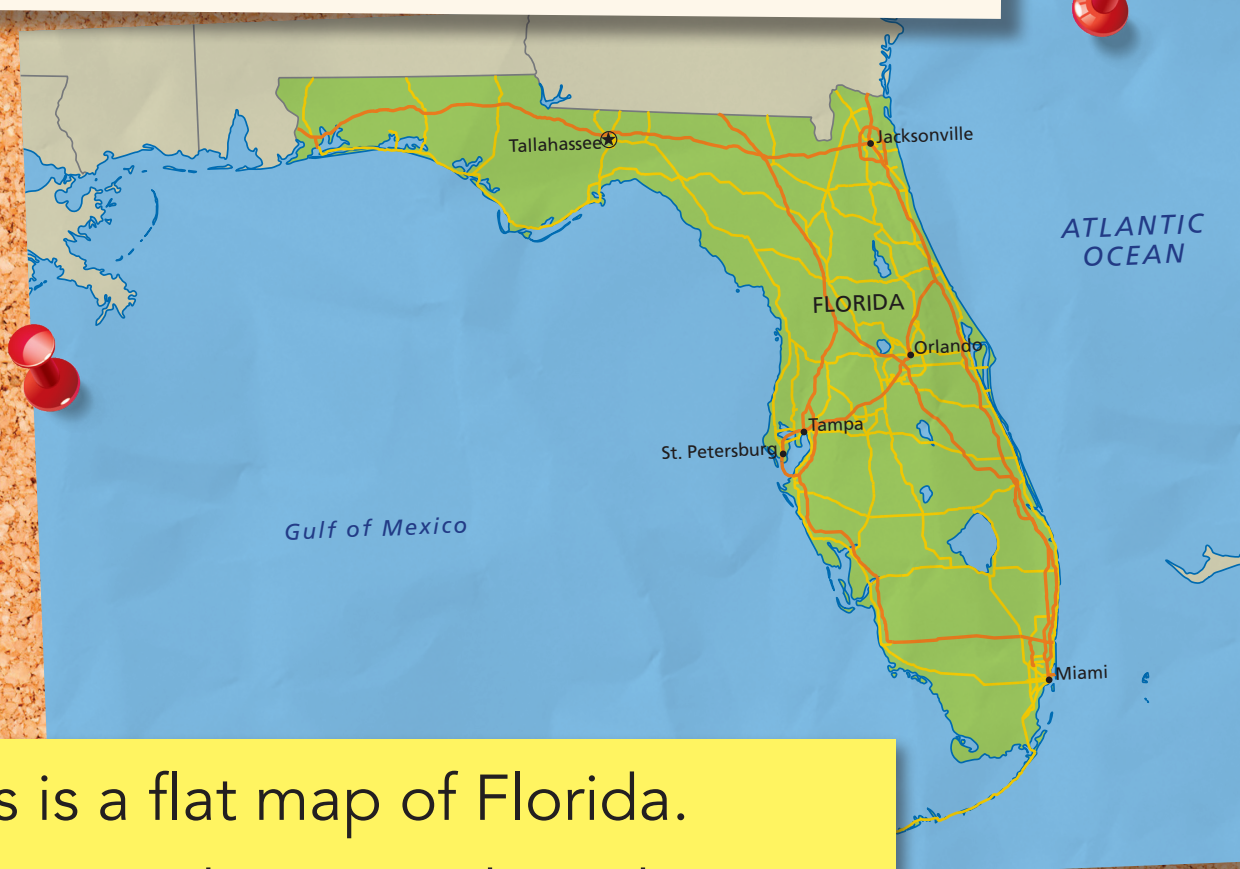 Tallahassee
Jacksonville
ATLANTIC
OCEAN
FLORIDA
Orlando
Tampa
St. Petersburg
Gulf of Mexico
Miami
is a flat map of Florida.